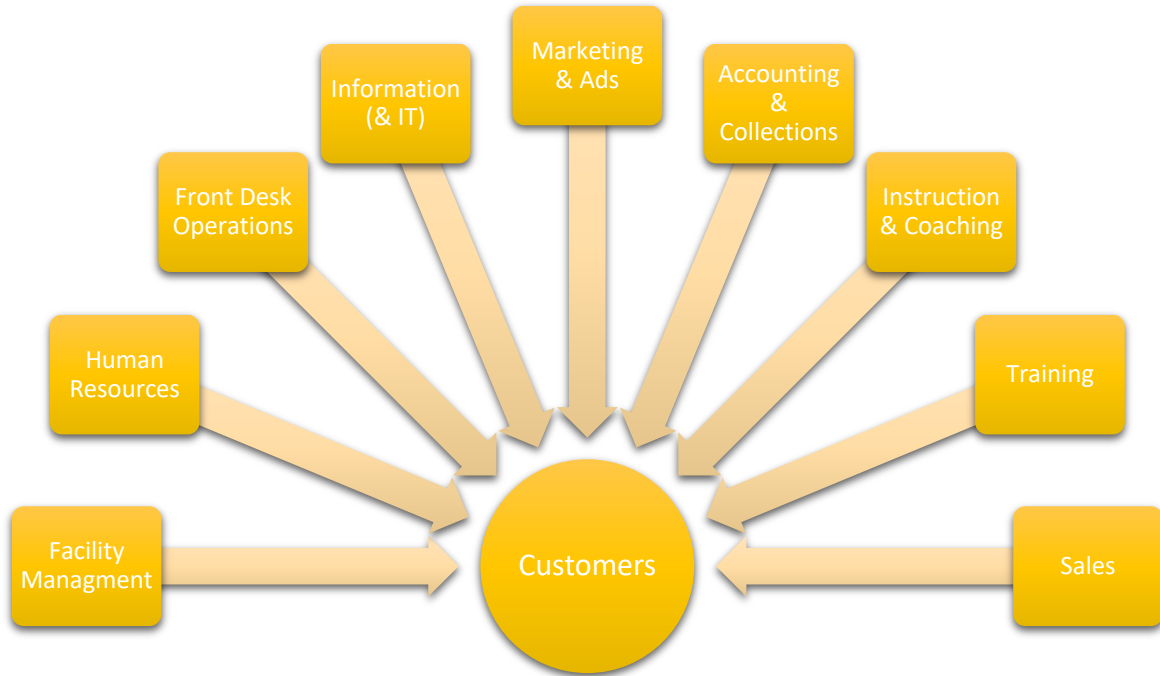 Marketing
& Ads
Information
(& IT)
Accounting
&
Collections
Front Desk
Operations
Instruction
& Coaching
Human
Resources
Training
Facility
Managment
Customers
Sales